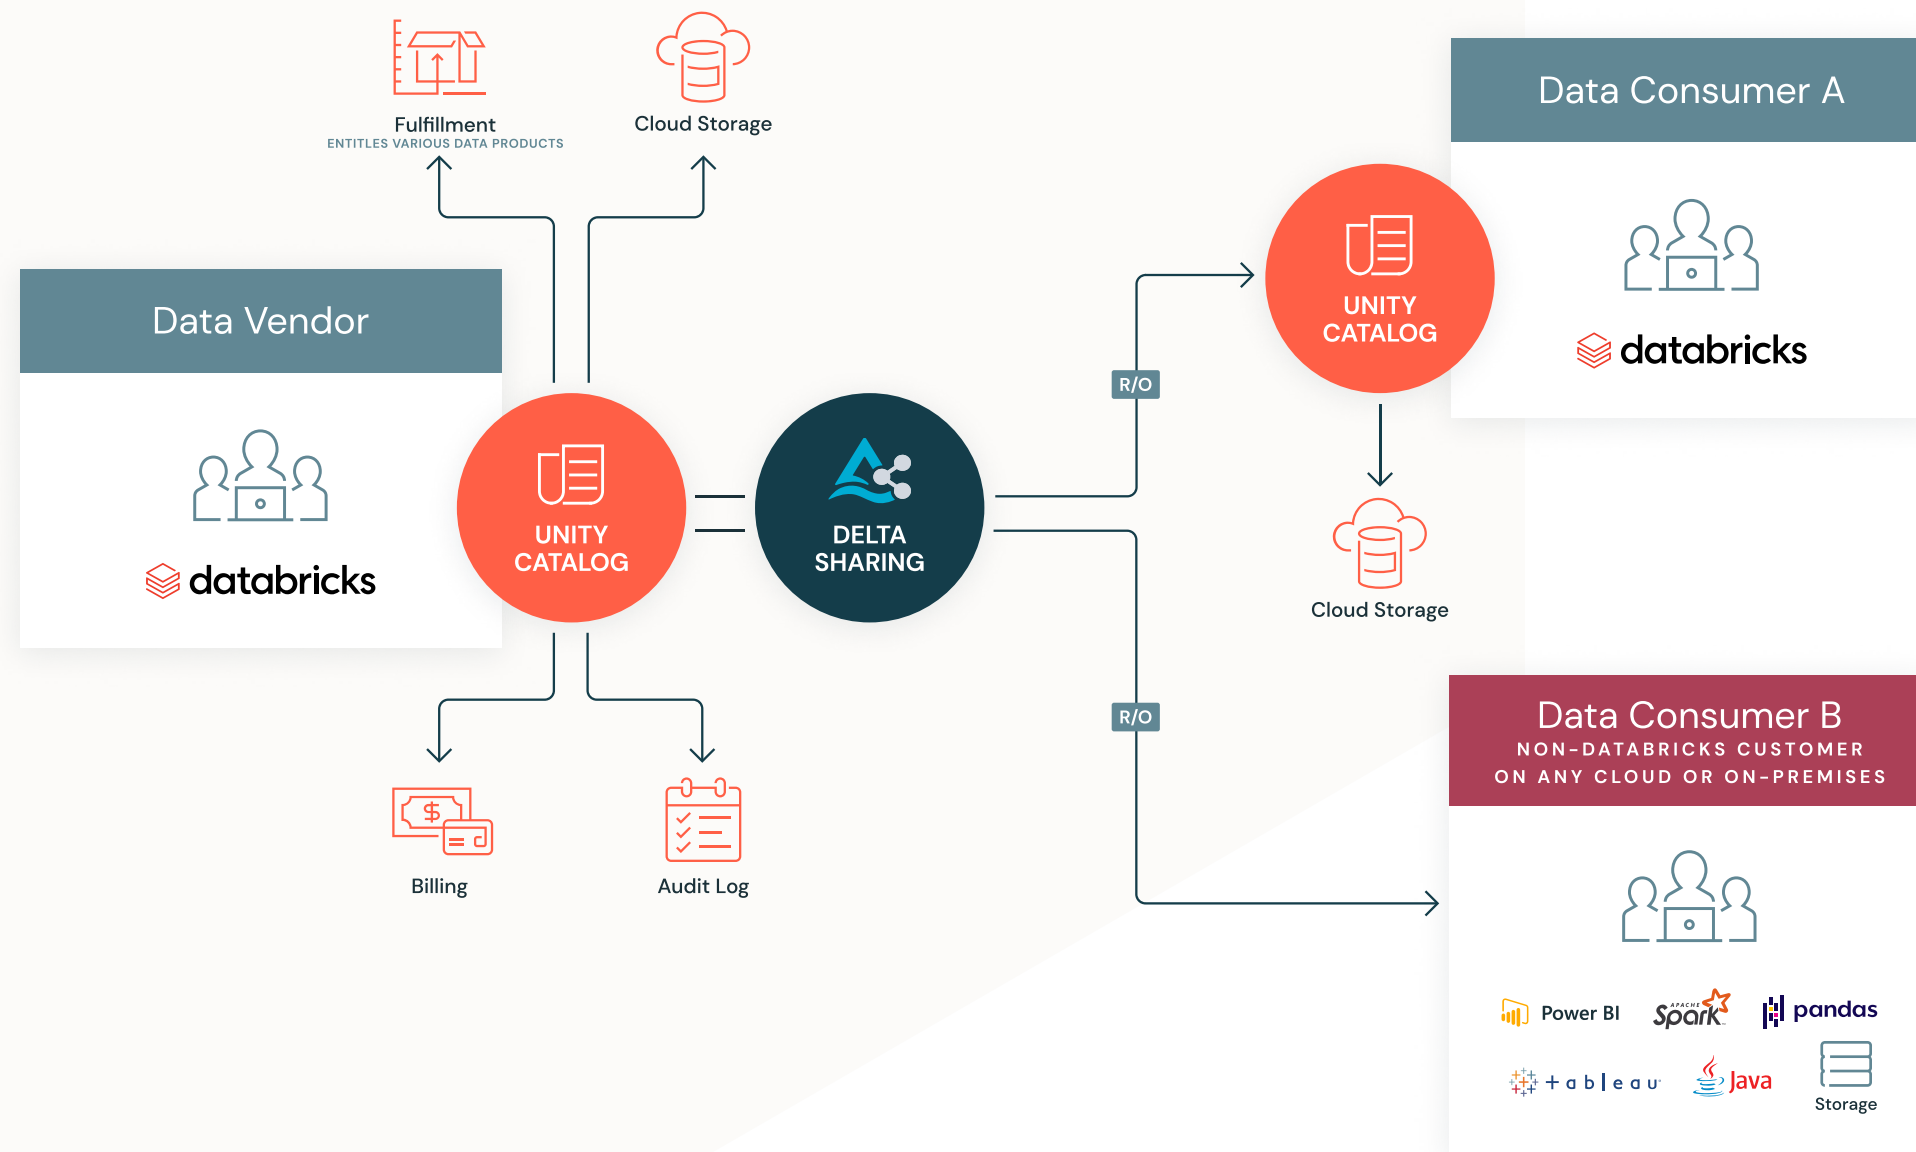 Fulfillment
ENTITLES VARIOUS DATA PRODUCTS
Cloud Storage
Data Vendor
databricks
UNITY
CATALOG
DELTA
SHARING
Billing
Audit Log
R/O
R/O
Data Consumer A
UNITY
CATALOG
databricks
Cloud Storage
Data Consumer B
NON-DATABRICKS CUSTOMER
ON ANY CLOUD OR ON-PREMISES
Power BI
APACHE
Spark
pandas
+ableau
Java
Storage